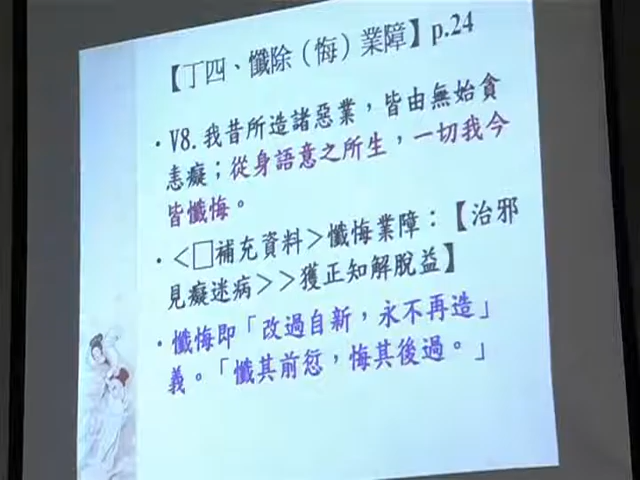 【丁四、懺除（悔）業障】p.24
・V8.我昔所造諸惡業，皆由無始貪
恚癡；從身語意之所生，一切我今
皆懺悔。
・＜□補充資料＞懺悔業障：【治邪
見癡迷病＞＞獲正知解脫益】
・懺悔即「改過自新，永不再造」
義。「懺其前愆，悔其後過。」